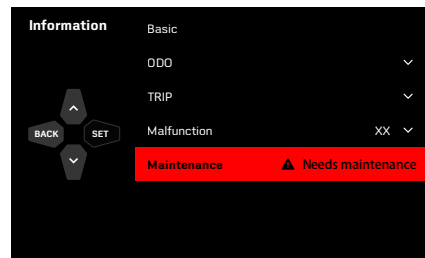 Information
Basic
ODO
TRIP
BACK
SET
Malfunction XX
Maintenance Needs maintenance